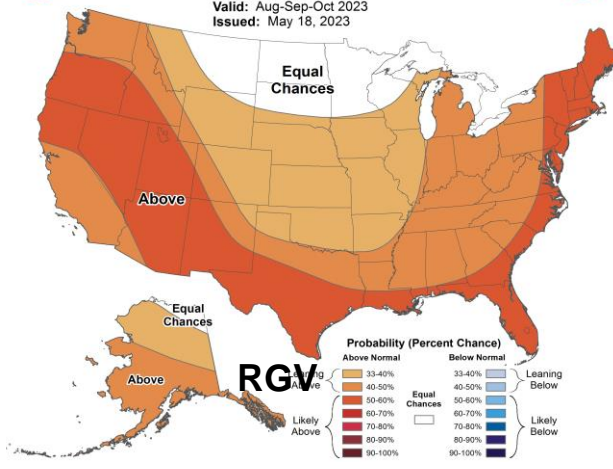 Valid: Aug-Sep-Oct 2023
Issued: May 18, 2023
Equal
Chances
Above
Equal
Chances
Above
RGV
Probability (Percent Chance)
Above Normal
Below Normal
Leaning
Above
33-40%
40-50%
50-60%
60-70%
70-80%
80-90%
90-100%
Likely
Above
Equal
Chances
33-40%
40-50%
50-60%
60-70%
70-80%
80-90%
90-100%
Leaning
Below
Likely
Below